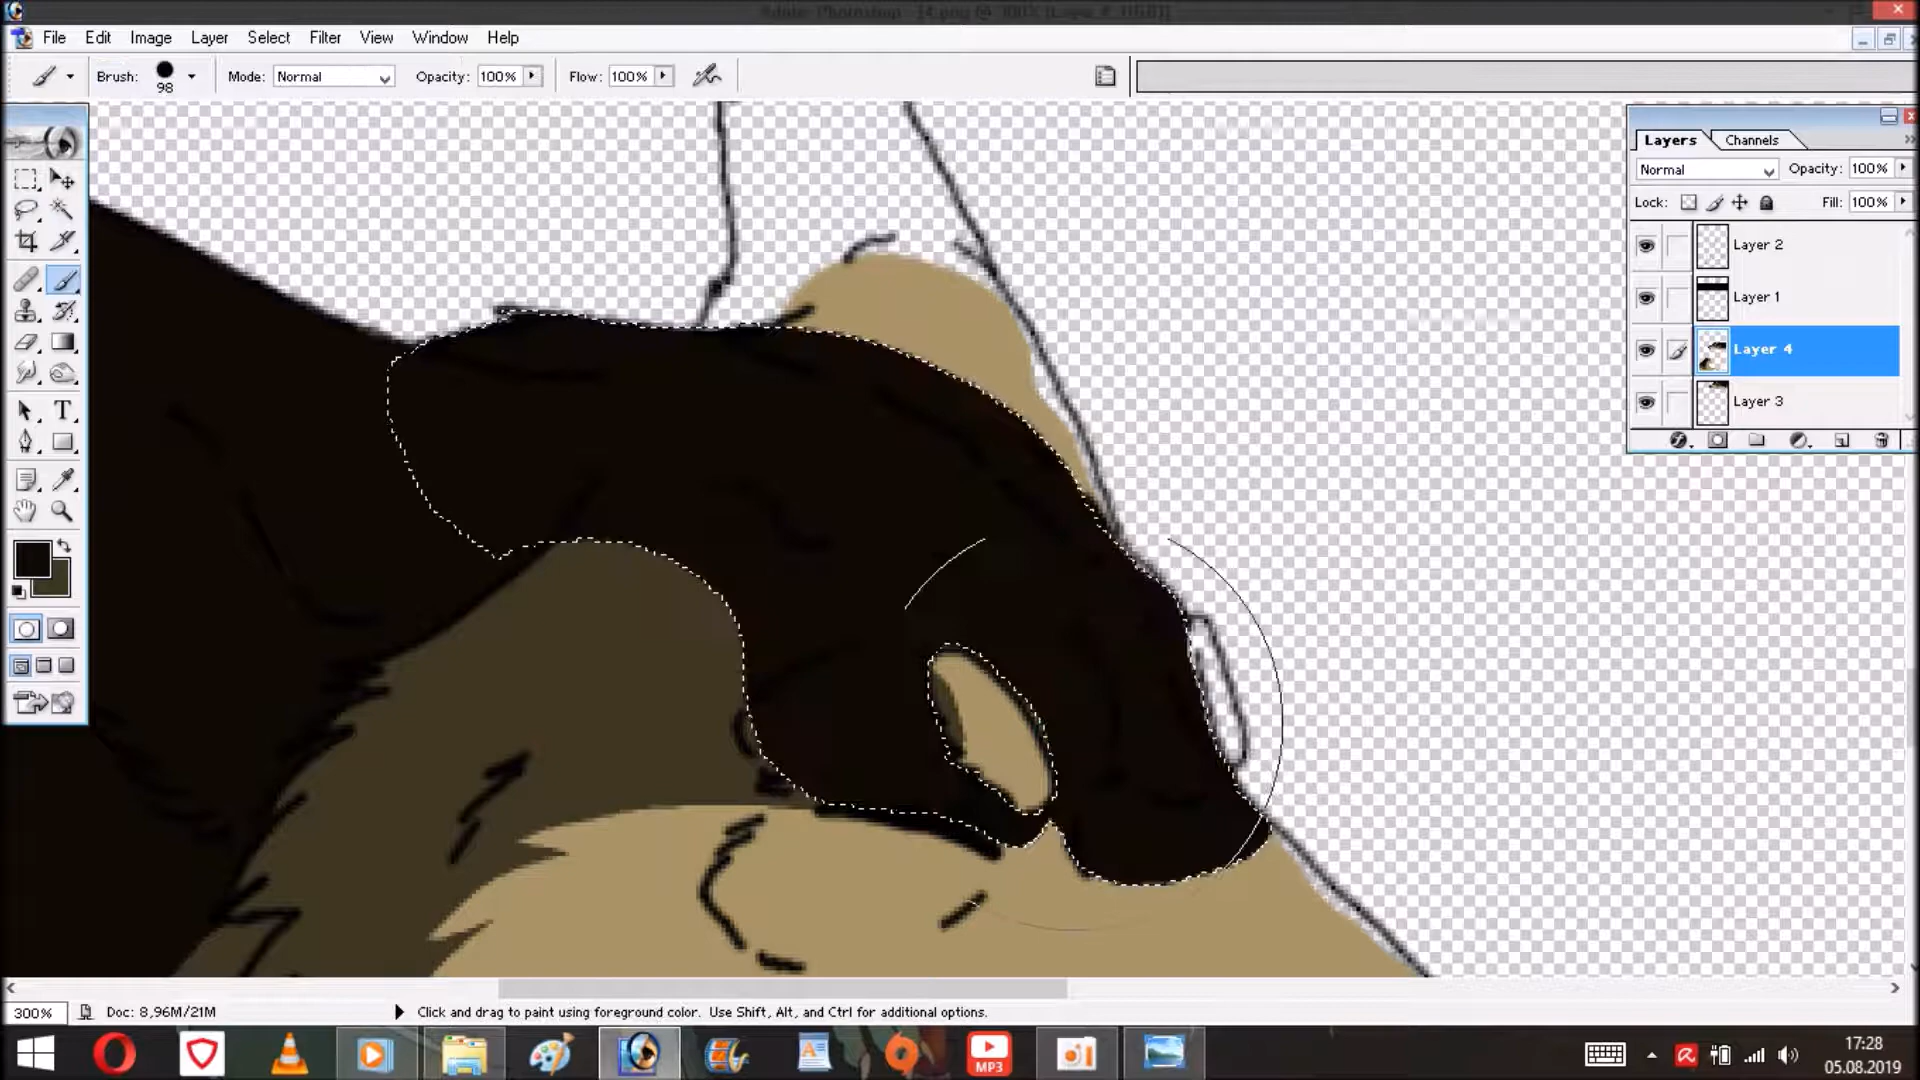 File Edit Image Layer Select Filter View Window Help
Brush: 98 Mode: Normal Opacity: 100% Flow: 100%
Layers Channels
Normal Opacity: 100%
Lock: Fill: 100%
Layer 2
Layer 1
Layer 4
Layer 3
T
300% Doc: 8,96M/21M Click and drag to paint using foreground color. Use Shift, Alt, and Ctrl for additional options.
MP3
17:28
05.08.2019